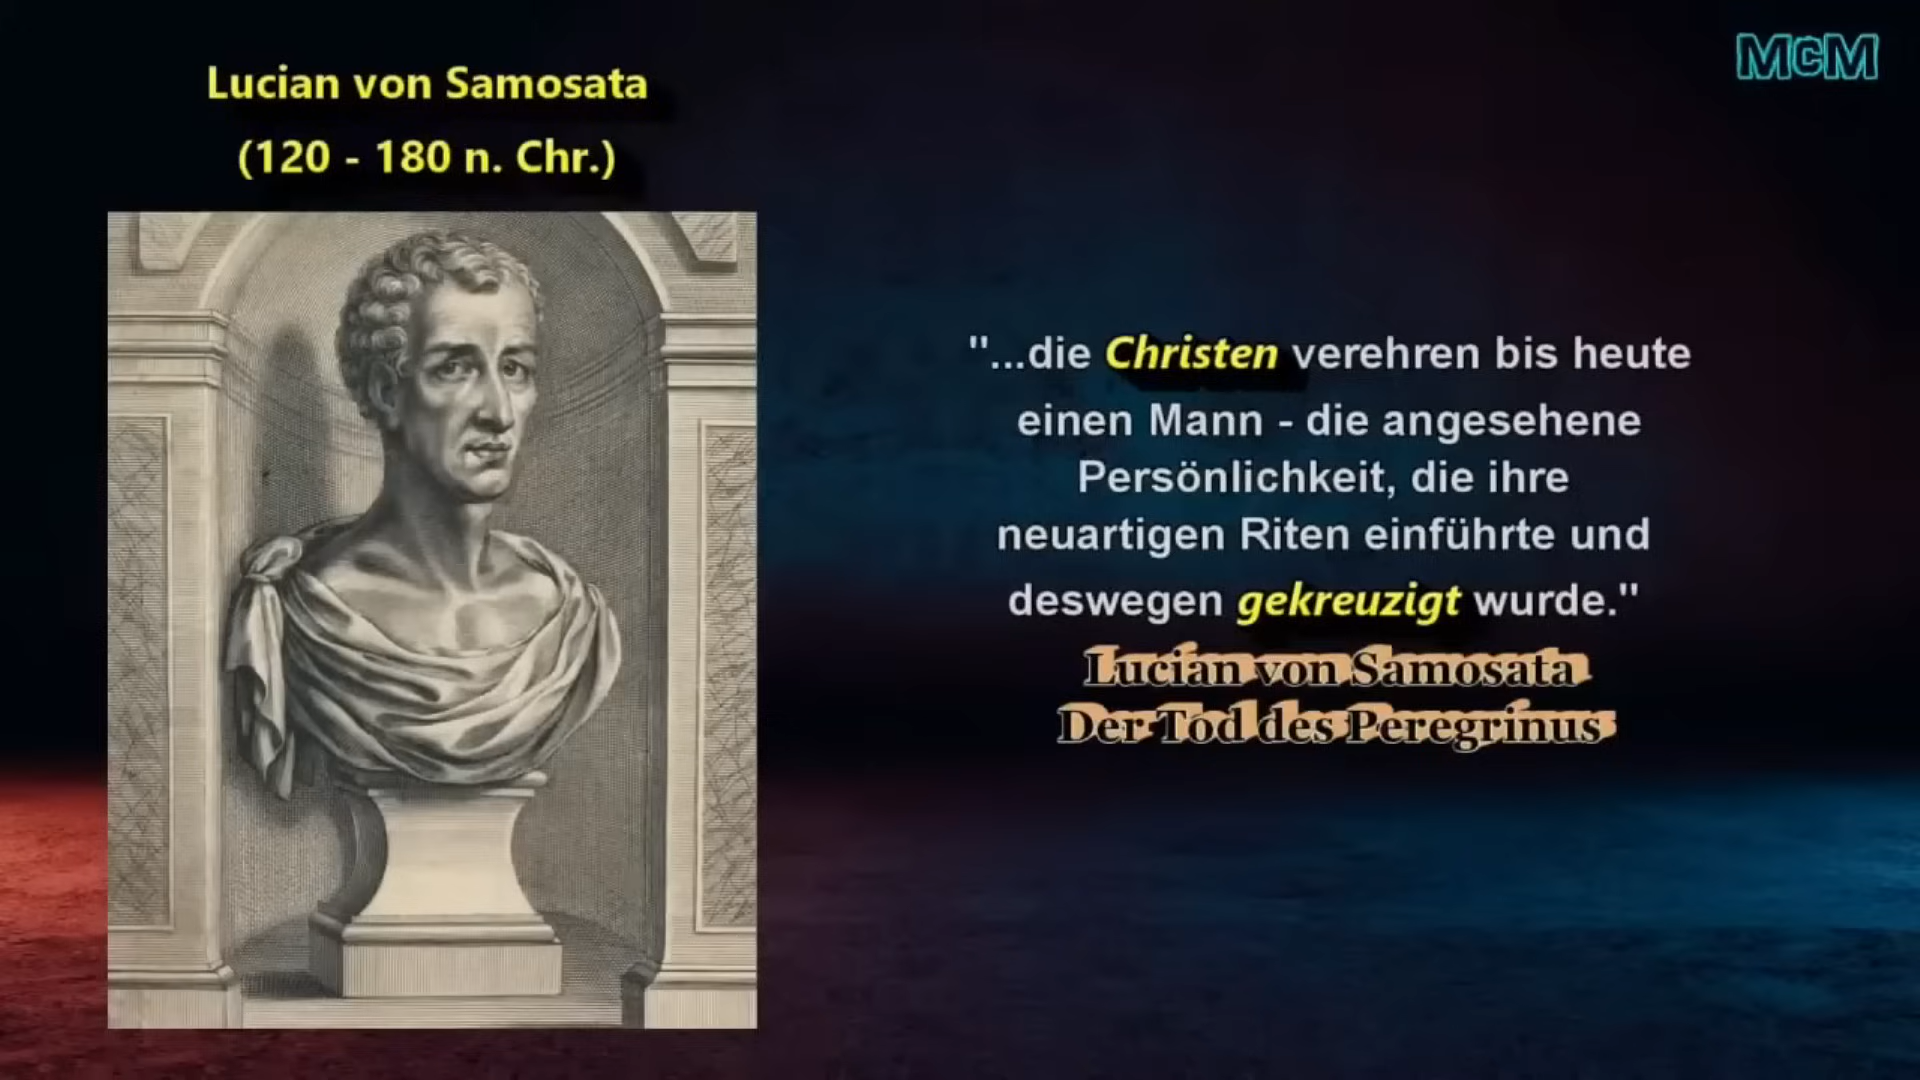 Lucian von Samosata
(120 - 180 n. Chr.)
McM
"...die Christen verehren bis heute
einen Mann - die angesehene
Persönlichkeit, die ihre
neuartigen Riten einführte und
deswegen gekreuzigt wurde."
Lucian von Samosata
Der Tod des Peregrinus